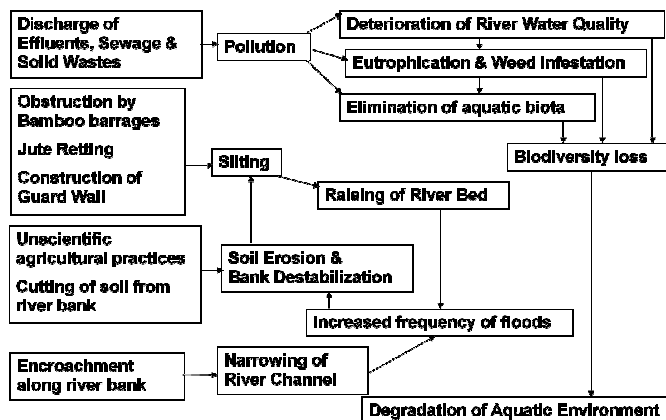 Discharge of
Effluents, Sewage &
Solid Wastes
Pollution
Deterioration of River Water Quality
Eutrophication & Weed Infestation
Elimination of aquatic biota
Biodiversity loss
Obstruction by
Bamboo barrages
Jute Retting
Construction of
Guard Wall
Silting
Raising of River Bed
Unscientific
agricultural practices
Cutting of soil from
river bank
Soil Erosion &
Bank Destabilization
Increased frequency of floods
Encroachment
along river bank
Narrowing of
River Channel
Degradation of Aquatic Environment